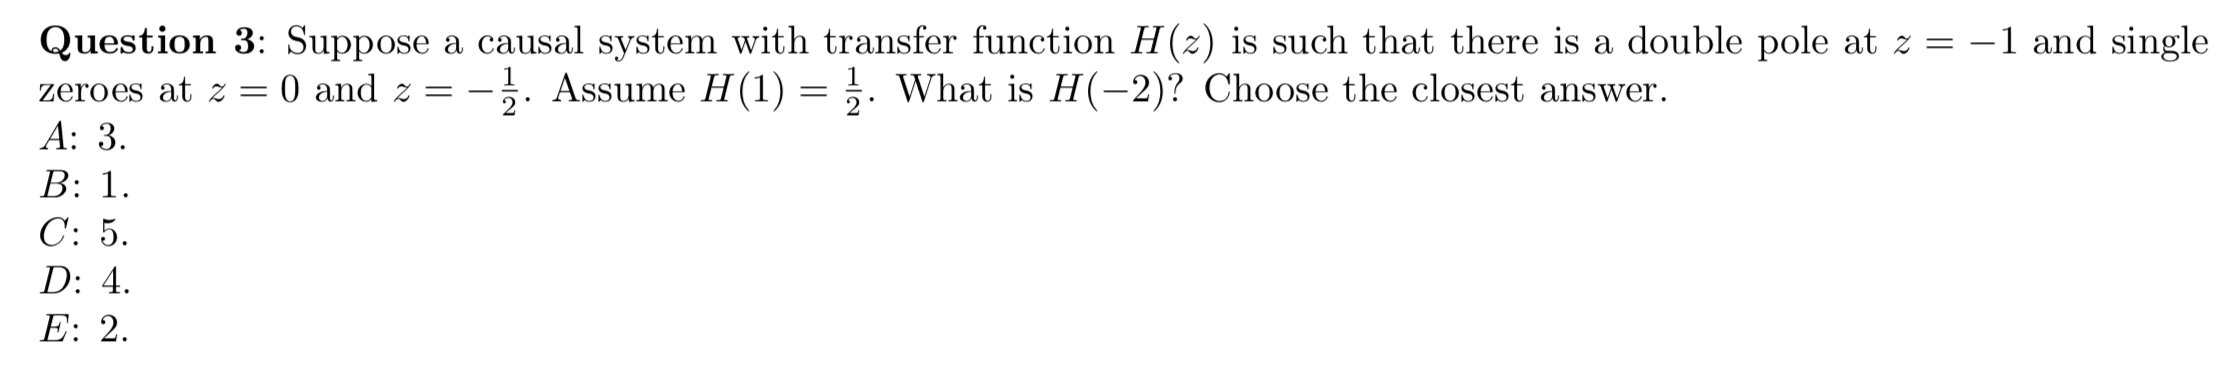 Question 3: Suppose a causal system with transfer function H(z) is such that there is a double pole at z = −1 and single
zeroes at z = 0 and z = −1/2. Assume H(1) = 1/2. What is H(−2)? Choose the closest answer.
A: 3.
B: 1.
C: 5.
D: 4.
E: 2.